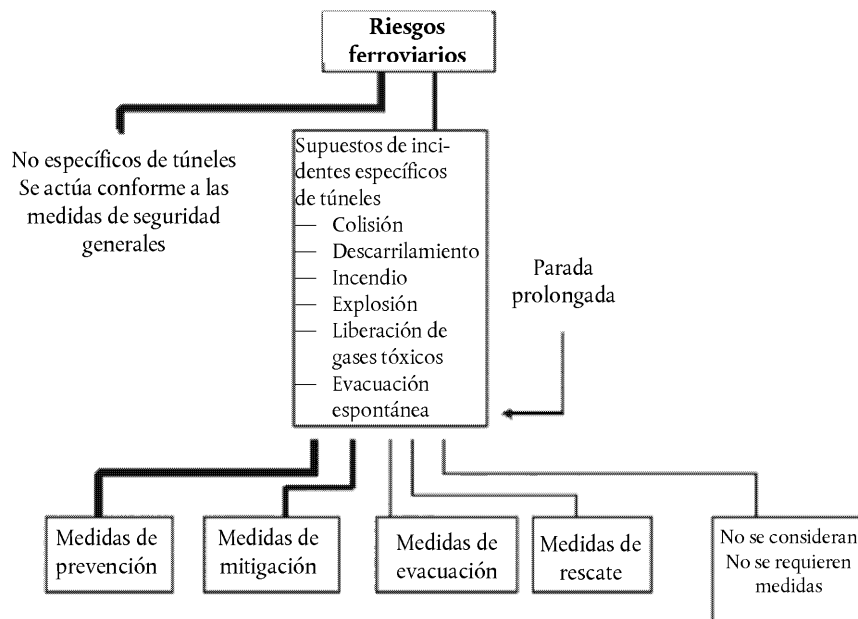 Riesgos
ferroviarios
No específicos de túneles
Se actúa conforme a las
medidas de seguridad
generales
Supuestos de inci-
dentes específicos
de túneles
— Colisión
— Descarrilamiento
— Incendio
— Explosión
— Liberación de
gases tóxicos
— Evacuación
espontánea
Parada
prolongada
Medidas de
prevención
Medidas de
mitigación
Medidas de
evacuación
Medidas de
rescate
No se consideran
No se requieren
medidas